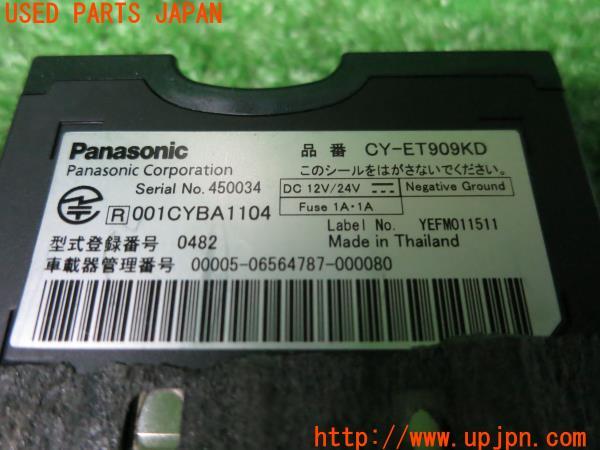 USED PARTS JAPAN
Panasonic
品 番 CY-ET909KD
Panasonic Corporation
このシールをはがさないでください。
Serial No. 450034
DC 12V/24V
Negative Ground
Fuse 1A・1A
R 001CYBA1104
Label No. YEFM011511
型式登録番号 0482
Made in Thailand
車載器管理番号 00005-06564787-000080
USED PARTS JAPAN
http://www.upjpn.com